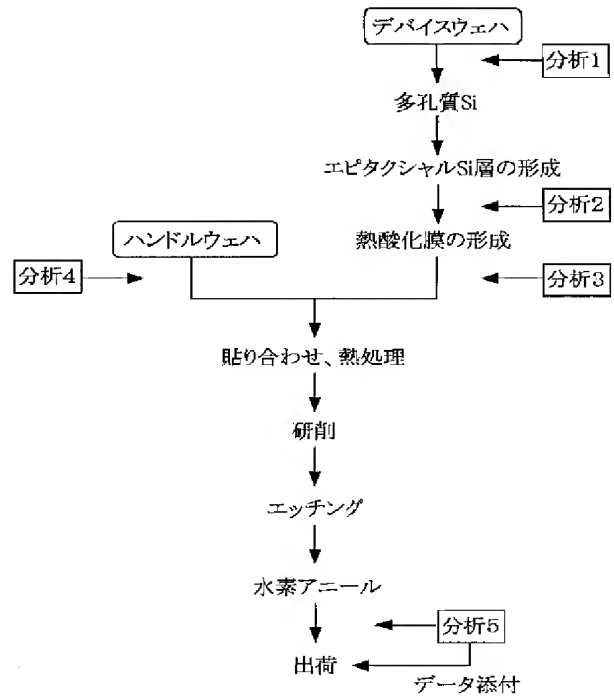 デバイスウェハ
分析1
多孔質Si
エピタクシャルSi層の形成
分析2
ハンドルウェハ
熱酸化膜の形成
分析4
分析3
貼り合わせ、熱処理
研削
エッチング
水素アニール
分析5
出荷
データ添付